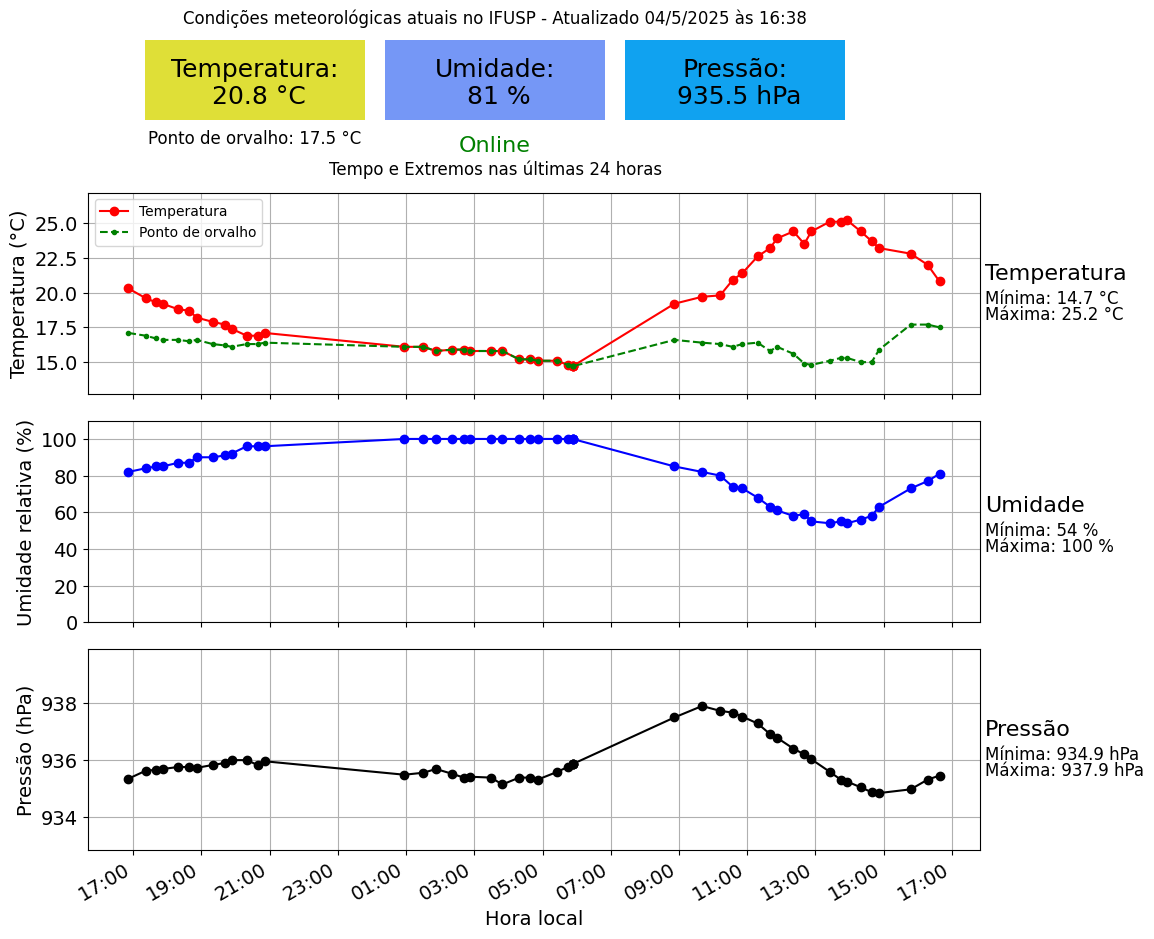 Condições meteorológicas atuais no IFUSP - Atualizado 04/5/2025 às 16:38
Temperatura:
20.8 °C
Umidade:
81 %
Pressão:
935.5 hPa
Ponto de orvalho: 17.5 °C
Online
Tempo e Extremos nas últimas 24 horas
Temperatura (°C)
25.0
22.5
20.0
17.5
15.0
Temperatura
Ponto de orvalho
Temperatura
Mínima: 14.7 °C
Máxima: 25.2 °C
Umidade relativa (%)
100
80
60
40
20
0
Umidade
Mínima: 54 %
Máxima: 100 %
Pressão (hPa)
938
936
934
Pressão
Mínima: 934.9 hPa
Máxima: 937.9 hPa
17:00 19:00 21:00 23:00 01:00 03:00 05:00 07:00 09:00 11:00 13:00 15:00 17:00
Hora local